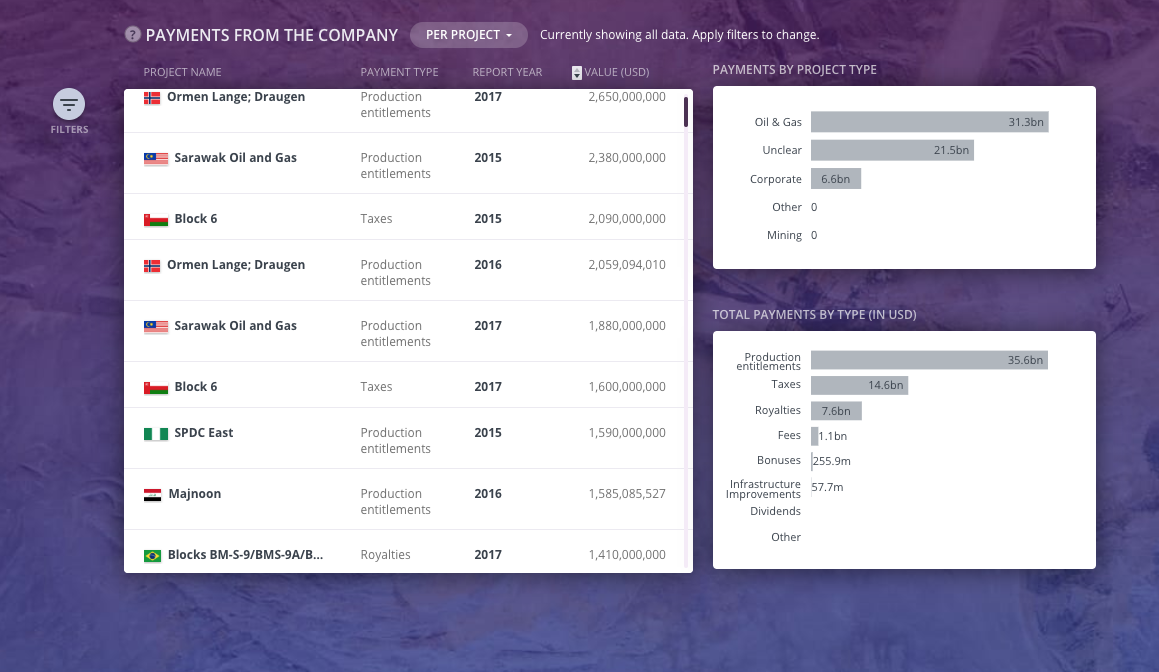 ? PAYMENTS FROM THE COMPANY PER PROJECT Currently showing all data. Apply filters to change.
PROJECT NAME PAYMENT TYPE REPORT YEAR VALUE (USD)
FILTERS
Ormen Lange; Draugen Production entitlements 2017 2,650,000,000
Sarawak Oil and Gas Production entitlements 2015 2,380,000,000
Block 6 Taxes 2015 2,090,000,000
Ormen Lange; Draugen Production entitlements 2016 2,059,094,010
Sarawak Oil and Gas Production entitlements 2017 1,880,000,000
Block 6 Taxes 2017 1,600,000,000
SPDC East Production entitlements 2015 1,590,000,000
Majnoon Production entitlements 2016 1,585,085,527
Blocks BM-S-9/BMS-9A/B... Royalties 2017 1,410,000,000
PAYMENTS BY PROJECT TYPE
Oil & Gas 31.3bn
Unclear 21.5bn
Corporate 6.6bn
Other 0
Mining 0
TOTAL PAYMENTS BY TYPE (IN USD)
Production entitlements 35.6bn
Taxes 14.6bn
Royalties 7.6bn
Fees 1.1bn
Bonuses 255.9m
Infrastructure Improvements 57.7m
Dividends
Other